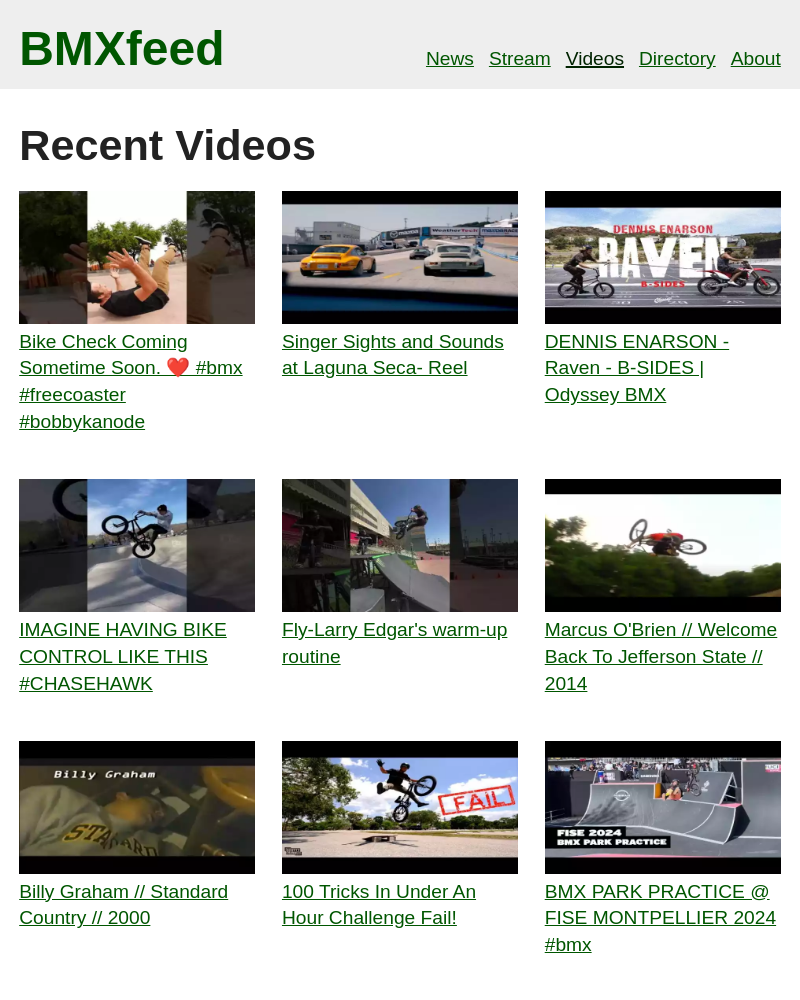 BMXfeed
News Stream Videos Directory About
Recent Videos
WeatherTech
DENNIS ENARSON
RAVEN
B-SIDES
Bike Check Coming
Sometime Soon. ❤️ #bmx
#freecoaster
#bobbykanode
Singer Sights and Sounds
at Laguna Seca- Reel
DENNIS ENARSON -
Raven - B-SIDES |
Odyssey BMX
IMAGINE HAVING BIKE
CONTROL LIKE THIS
#CHASEHAWK
Fly-Larry Edgar's warm-up
routine
Marcus O'Brien // Welcome
Back To Jefferson State //
2014
Billy Graham
STANDARD
FAIL
FISE 2024
BMX PARK PRACTICE
Billy Graham // Standard
Country // 2000
100 Tricks In Under An
Hour Challenge Fail!
BMX PARK PRACTICE @
FISE MONTPELLIER 2024
#bmx